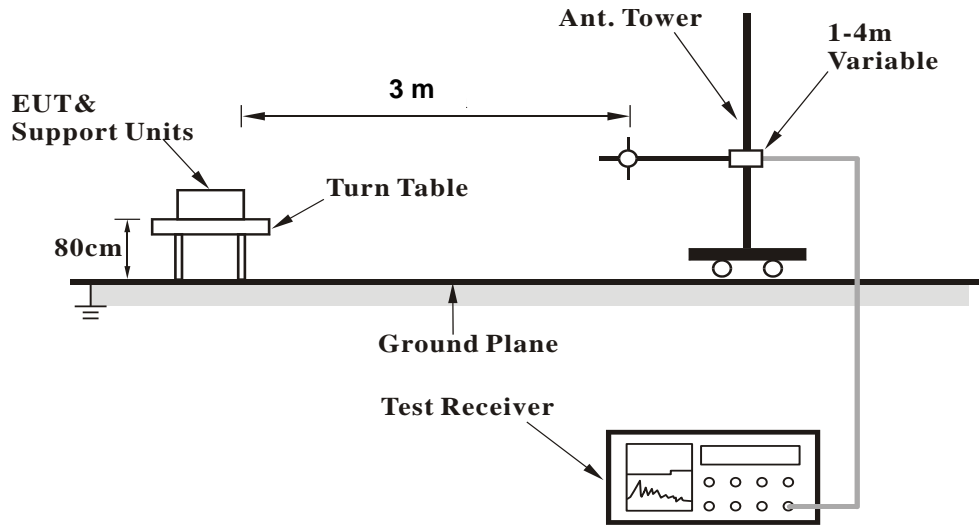 Ant. Tower
1-4m
Variable
3 m
EUT&
Support Units
Turn Table
80cm
Ground Plane
Test Receiver